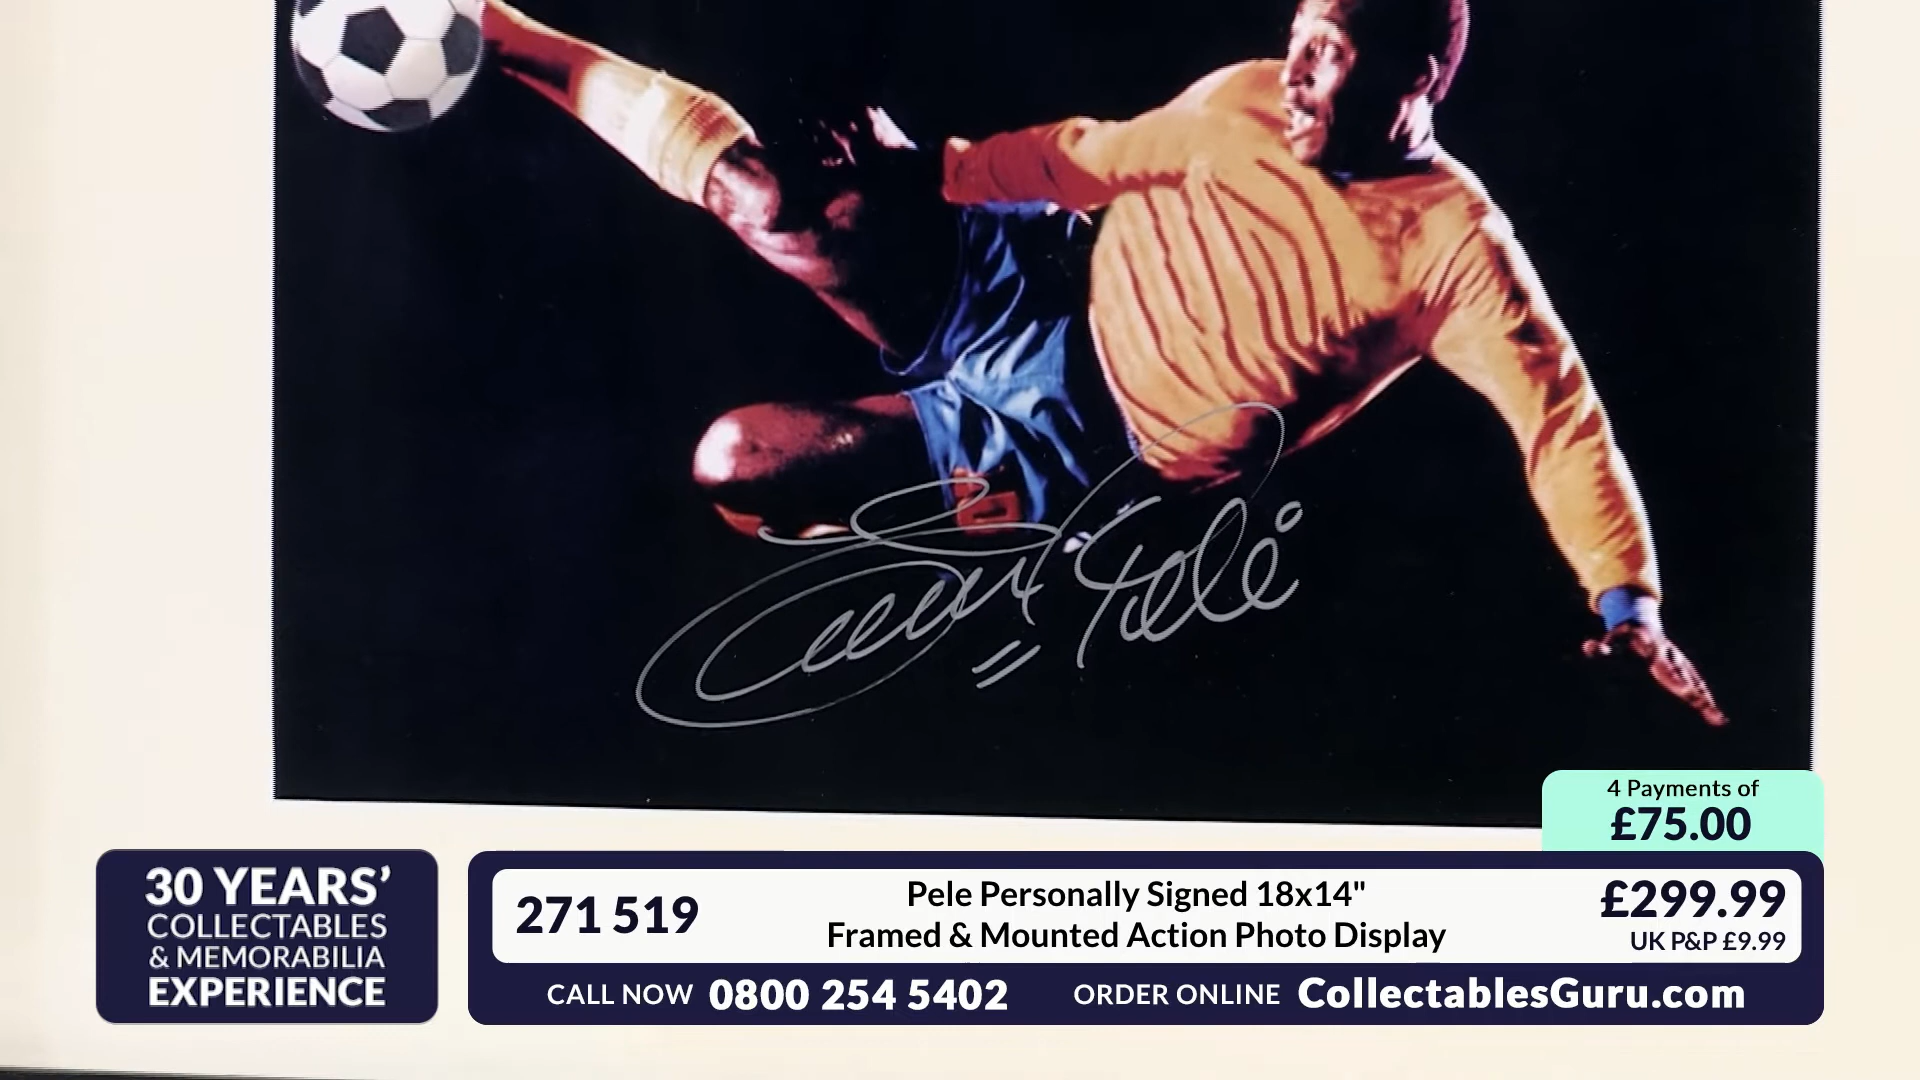 Pelé
4 Payments of
£75.00
30 YEARS'
COLLECTABLES
& MEMORABILIA
EXPERIENCE
271 519
Pele Personally Signed 18x14"
Framed & Mounted Action Photo Display
£299.99
UK P&P £9.99
CALL NOW 0800 254 5402
ORDER ONLINE CollectablesGuru.com